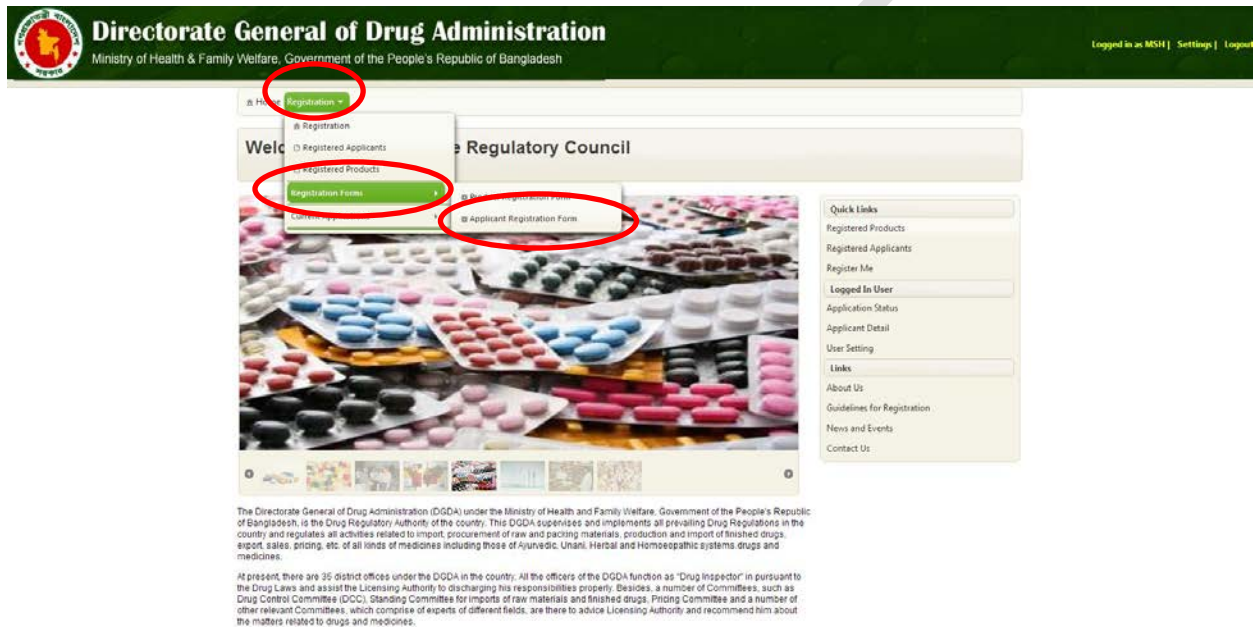 Directorate General of Drug Administration
Ministry of Health & Family Welfare, Government of the People's Republic of Bangladesh
Logged in as MSH | Settings | Logout
Home Registration
Registration
Registered Applicants
Registered Products
Registration Forms
Product Registration Form
Applicant Registration Form
Regulatory Council
Quick Links
Registered Products
Registered Applicants
Register Me
Logged In User
Application Status
Applicant Detail
User Setting
Links
About Us
Guidelines for Registration
News and Events
Contact Us
The Directorate General of Drug Administration (DGDA) under the Ministry of Health and Family Welfare, Government of the People's Republic
of Bangladesh, is the Drug Regulatory Authority of the country. This DGDA supervises and implements all prevailing Drug Regulations in the
country and regulates all activities related to import, procurement of raw and packing materials, production and import of finished drugs,
export, sales, pricing, etc. of all kinds of medicines including those of Ayurvedic, Unani, Herbal and Homoeopathic systems.drugs and
medicines.
At present, there are 35 district offices under the DGDA in the country. All the officers of the DGDA function as "Drug Inspector" in pursuant to
the Drug Laws and assist the Licensing Authority to discharging his responsibilities properly. Besides, a number of Committees, such as
Drug Control Committee (DCC), Standing Committee for imports of raw materials and finished drugs, Pricing Committee and a number of
other relevant Committees, which comprise of experts of different fields, are there to advice Licensing Authority and recommend him about
the matters related to drugs and medicines.